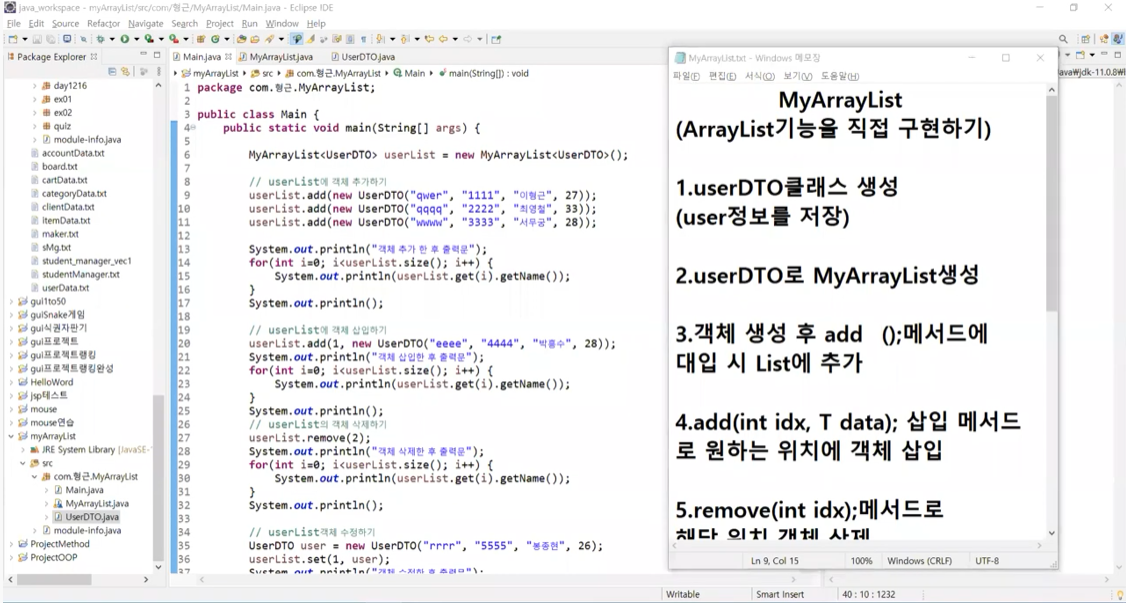 java_workspace - myArrayList/src/com/형근/MyArrayList/Main.java - Eclipse IDE
File Edit Source Refactor Navigate Search Project Run Window Help
Package Explorer
day1216
ex01
ex02
quiz
module-info.java
accountData.txt
board.txt
cartData.txt
categoryData.txt
clientData.txt
itemData.txt
maker.txt
sMg.txt
student_manager_vec1
studentManager.txt
userData.txt
gui1to50
guiSnake게임
gui식권자판기
gui프로젝트
gui프로젝트랭킹
gui프로젝트랭킹완성
HelloWord
jsp테스트
mouse
mouse연습
myArrayList
JRE System Library [JavaSE-
src
com.형근.MyArrayList
Main.java
MyArrayList.java
UserDTO.java
module-info.java
ProjectMethod
ProjectOOP
Main.java MyArrayList.java UserDTO.java
myArrayList src com.형근.MyArrayList Main main(String[]) : void
1 package com.형근.MyArrayList;
2
3 public class Main {
4 public static void main(String[] args) {
5
6 MyArrayList<UserDTO> userList = new MyArrayList<UserDTO>();
7
8 // userList에 객체 추가하기
9 userList.add(new UserDTO("qwer", "1111", "이형근", 27));
10 userList.add(new UserDTO("qqqq", "2222", "최영철", 33));
11 userList.add(new UserDTO("wwww", "3333", "서무궁", 28));
12
13 System.out.println("객체 추가 한 후 출력문");
14 for(int i=0; i<userList.size(); i++) {
15 System.out.println(userList.get(i).getName());
16 }
17 System.out.println();
18
19 // userList에 객체 삽입하기
20 userList.add(1, new UserDTO("eeee", "4444", "박흥수", 28));
21 System.out.println("객체 삽입한 후 출력문");
22 for(int i=0; i<userList.size(); i++) {
23 System.out.println(userList.get(i).getName());
24 }
25 System.out.println();
26 // userList의 객체 삭제하기
27 userList.remove(2);
28 System.out.println("객체 삭제한 후 출력문");
29 for(int i=0; i<userList.size(); i++) {
30 System.out.println(userList.get(i).getName());
31 }
32 System.out.println();
33
34 // userList객체 수정하기
35 UserDTO user = new UserDTO("rrrr", "5555", "봉종현", 26);
36 userList.set(1, user);
37 System.out.println("객체 수정한 후 출력문");
MyArrayList.txt - Windows 메모장
파일(F) 편집(E) 서식(O) 보기(V) 도움말(H)
MyArrayList
(ArrayList기능을 직접 구현하기)
1.userDTO클래스 생성
(user정보를 저장)
2.userDTO로 MyArrayList생성
3.객체 생성 후 add ();메서드에
대입 시 List에 추가
4.add(int idx, T data); 삽입 메서드
로 원하는 위치에 객체 삽입
5.remove(int idx);메서드로
해당 위치 객체 삭제
Ln 9, Col 15 100% Windows (CRLF) UTF-8
ava₩jdk-11.0.8₩l
Writable Smart Insert 40 : 10 : 1232